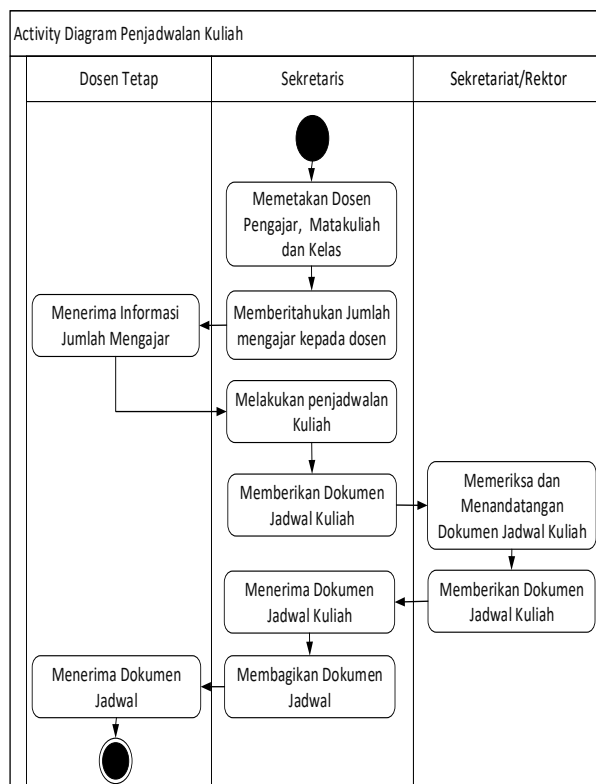 Activity Diagram Penjadwalan Kuliah
Dosen Tetap
Sekretaris
Sekretariat/Rektor
Memetakan Dosen
Pengajar, Matakuliah
dan Kelas
Memberitahukan Jumlah
mengajar kepada dosen
Menerima Informasi
Jumlah Mengajar
Melakukan penjadwalan
Kuliah
Memberikan Dokumen
Jadwal Kuliah
Memeriksa dan
Menandatangan
Dokumen Jadwal Kuliah
Memberikan Dokumen
Jadwal Kuliah
Menerima Dokumen
Jadwal Kuliah
Membagikan Dokumen
Jadwal
Menerima Dokumen
Jadwal